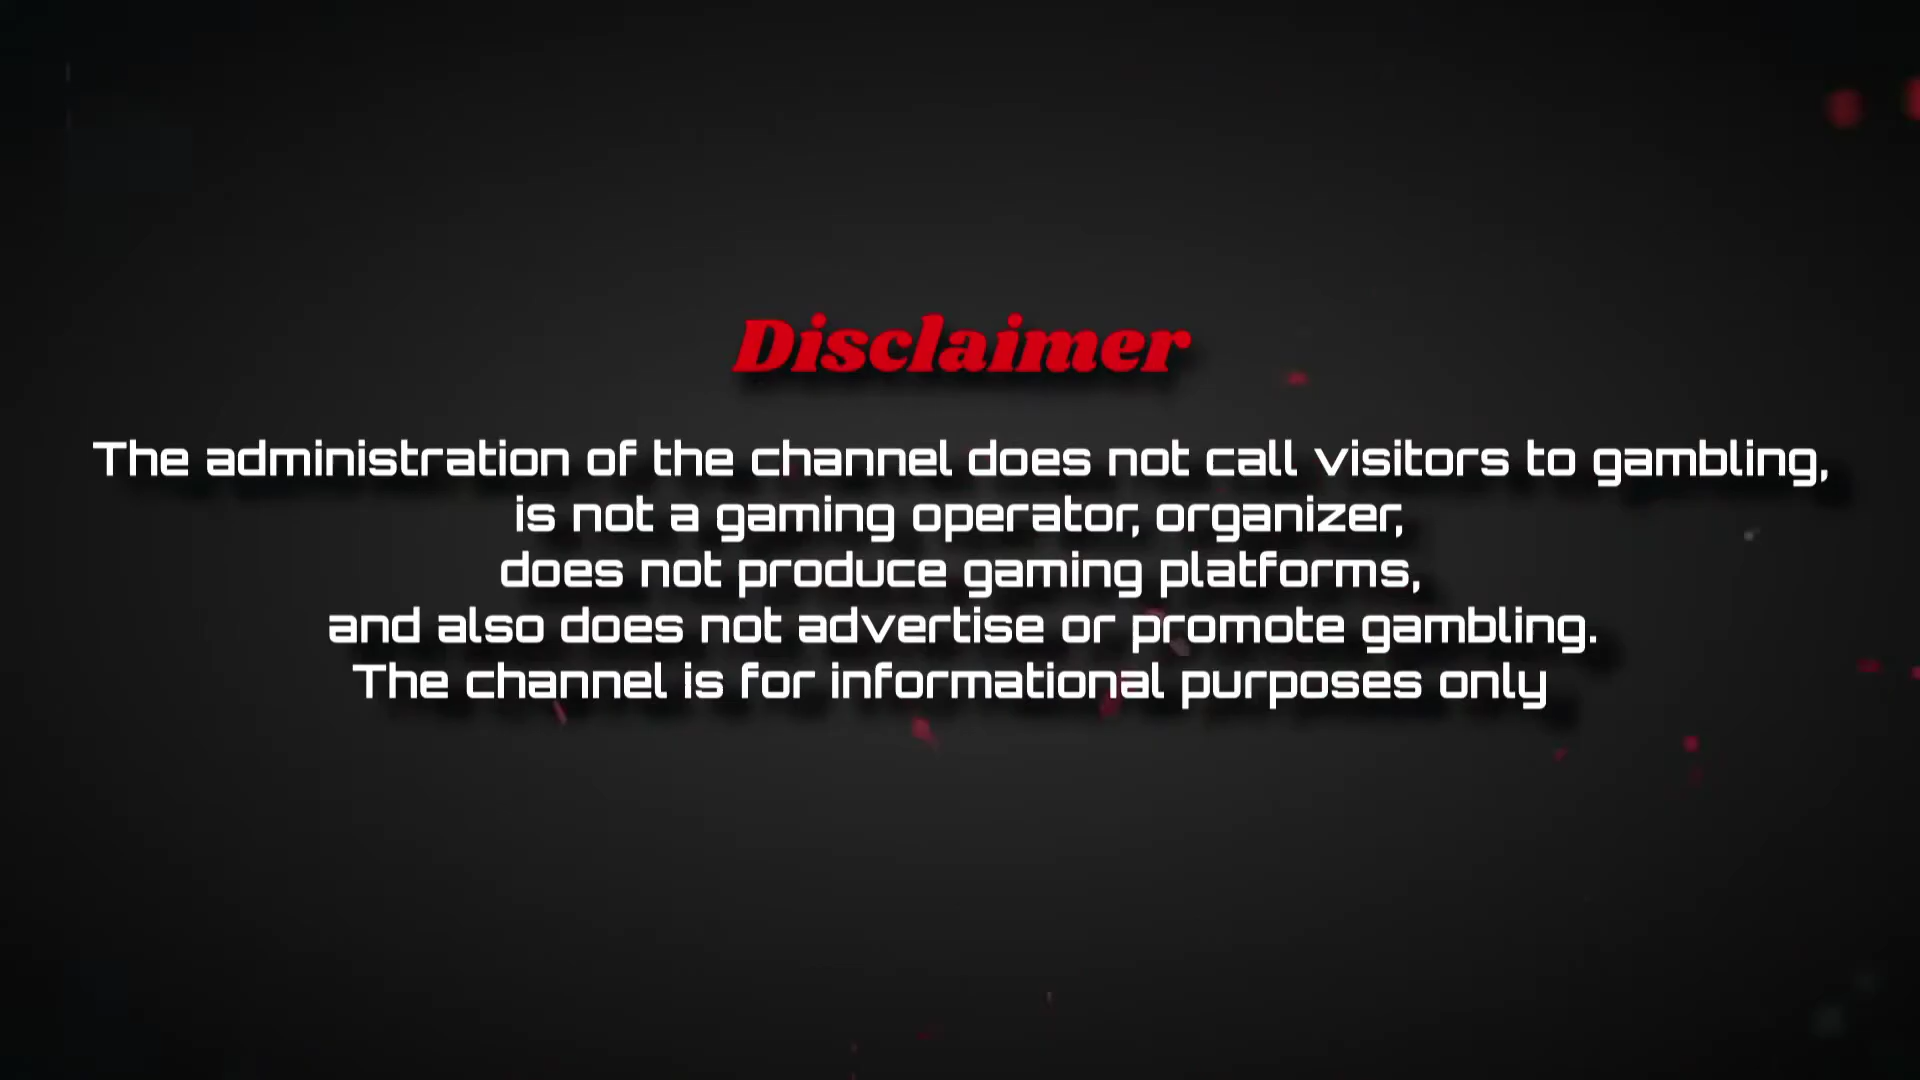 Disclaimer
The administration of the channel does not call visitors to gambling,
is not a gaming operator, organizer,
does not produce gaming platforms,
and also does not advertise or promote gambling.
The channel is for informational purposes only